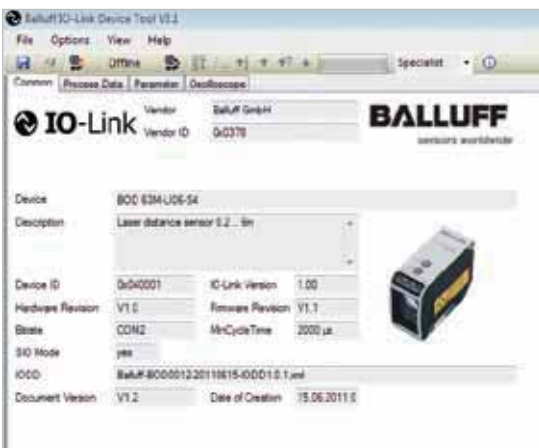 Balluff IO-Link Device Tool V3.1
File Options View Help
Offline Specialist
Common Process Data Parameter Oscilloscope
IO-Link
Vendor Balluff GmbH
Vendor ID 0x0378
BALLUFF
sensors worldwide
Device BOD 63M-LI06-S4
Description Laser distance sensor 0.2 ... 6m
Device ID 0x040001 IO-Link Version 1.00
Hardware Revision V1.0 Firmware Revision V1.1
Bitrate COM2 MinCycleTime 2000 µs
SIO Mode yes
IODD Balluff-BOD0012-20110615-IODD1.0.1.xml
Document Version V1.2 Date of Creation 15.06.2011